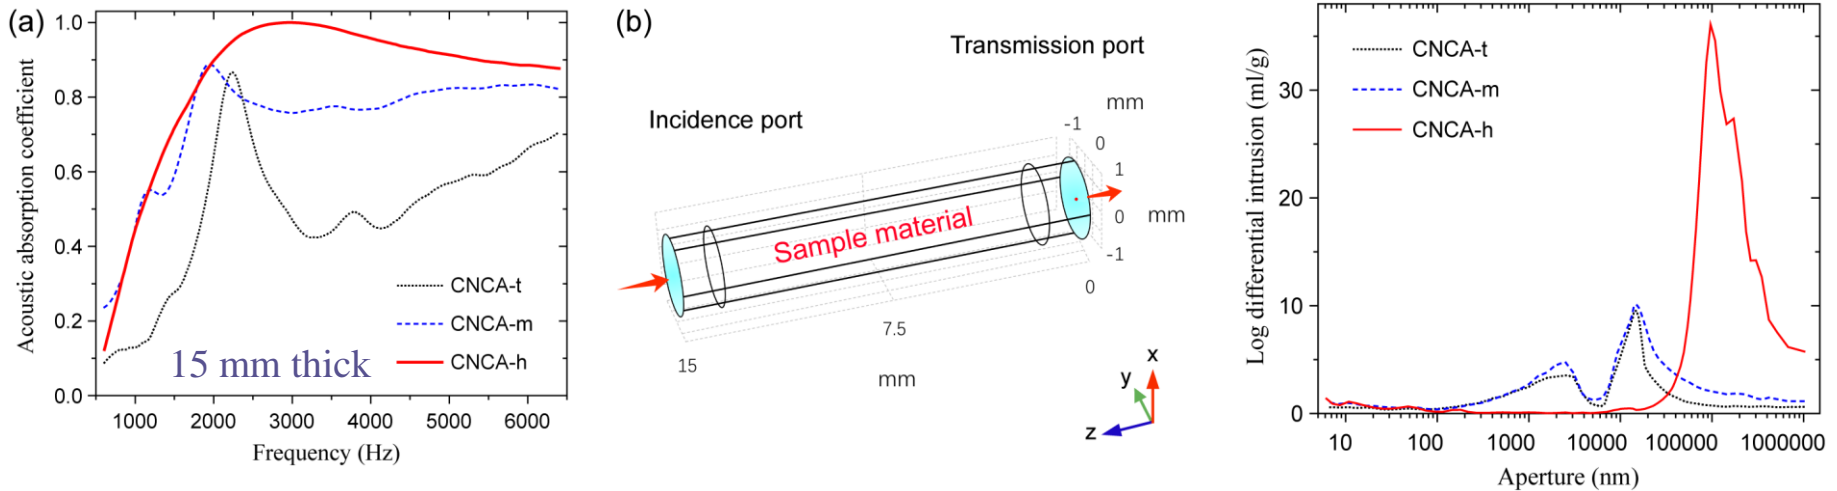 (a)
1.0
0.8
0.6
0.4
0.2
0.0
Acoustic absorption coefficient
CNCA-t
CNCA-m
CNCA-h
15 mm thick
1000 2000 3000 4000 5000 6000
Frequency (Hz)
(b)
Transmission port
Incidence port
mm
-1
0
1
0
mm
-1
0
Sample material
7.5
15
mm
x
y
z
Log differential intrusion (ml/g)
30
20
10
0
CNCA-t
CNCA-m
CNCA-h
10 100 1000 10000 100000 1000000
Aperture (nm)